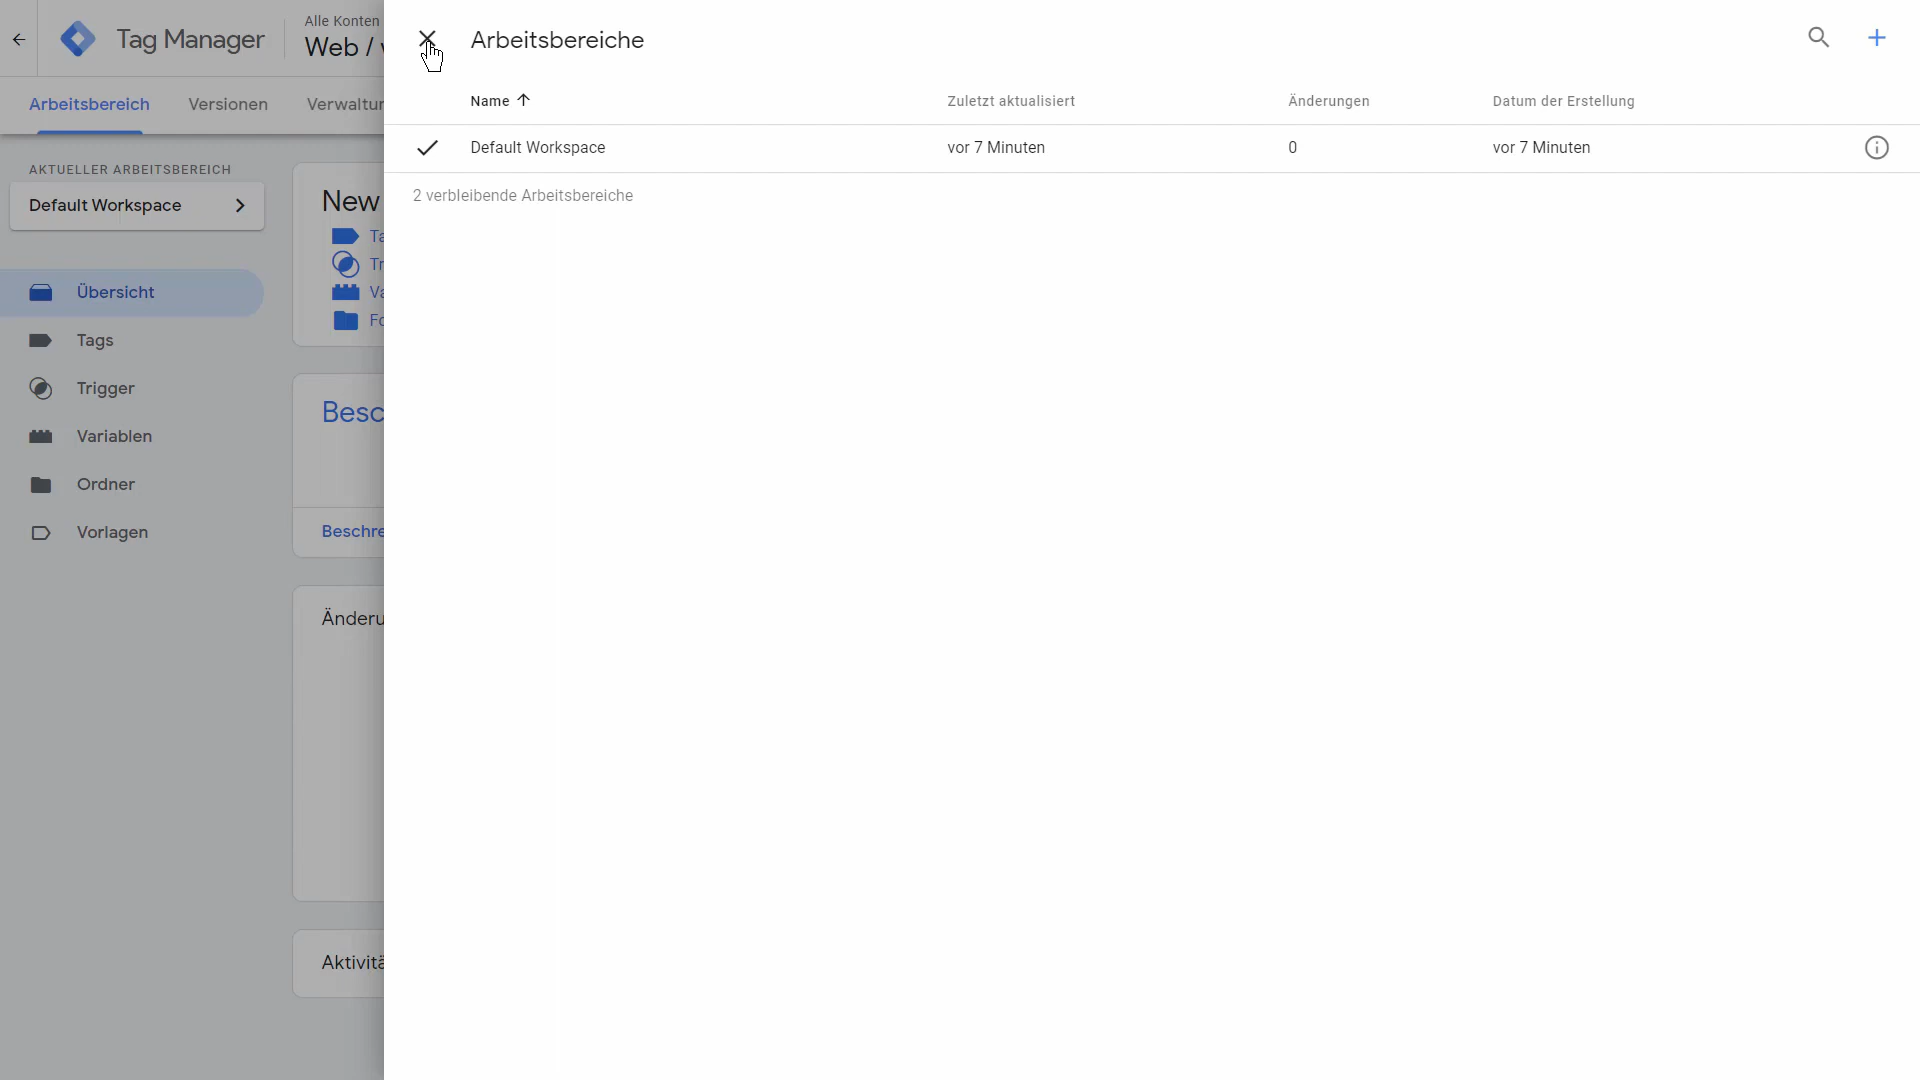 Alle Konten
Tag Manager
Web /
Arbeitsbereiche
Arbeitsbereich
Versionen
Name
Zuletzt aktualisiert
Änderungen
Datum der Erstellung
Default Workspace
vor 7 Minuten
0
vor 7 Minuten
2 verbleibende Arbeitsbereiche
AKTUELLER ARBEITSBEREICH
Default Workspace
New
Übersicht
Tags
Trigger
Variablen
Ordner
Vorlagen